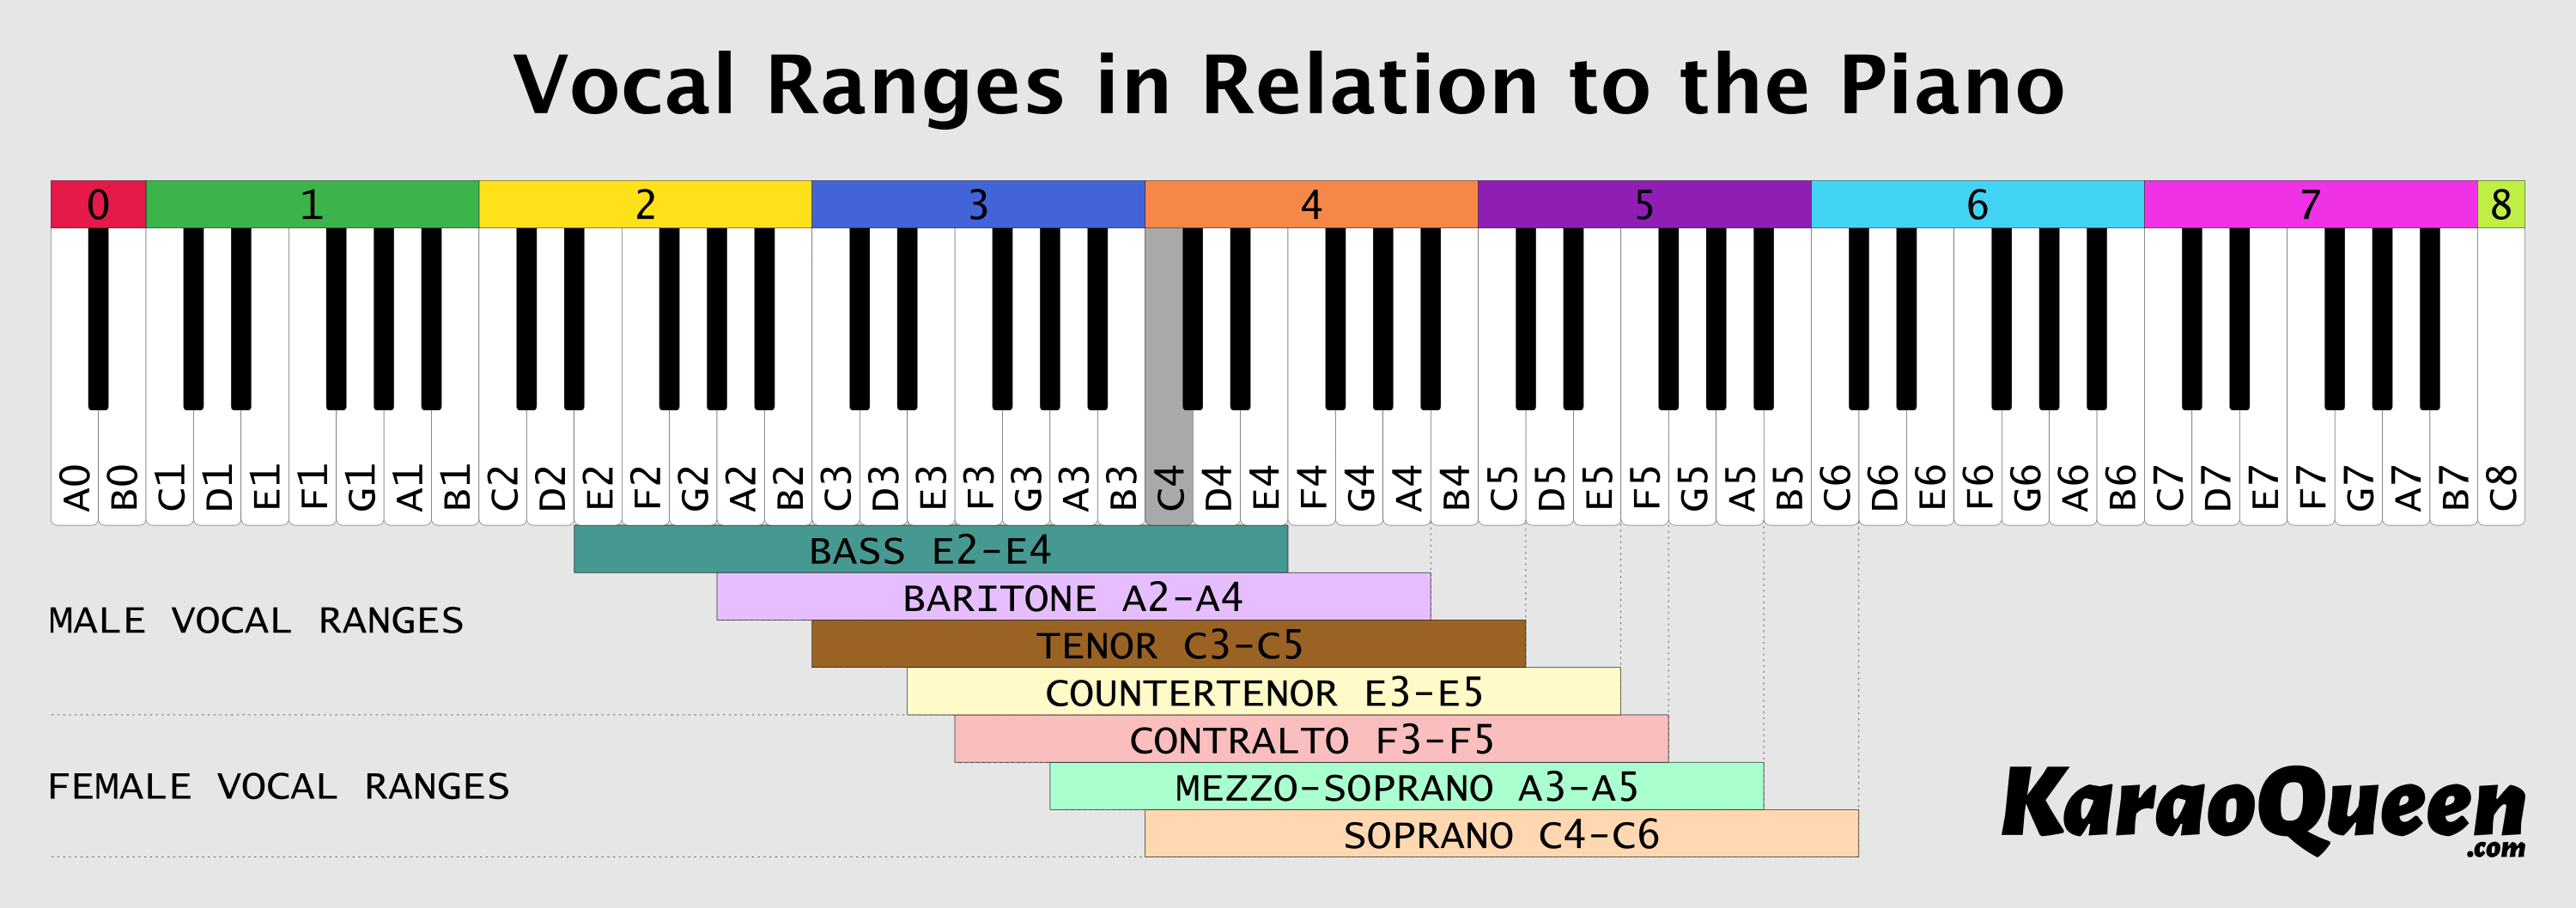 Vocal Ranges in Relation to the Piano
0 1 2 3 4 5 6 7 8
A0 B0 C1 D1 E1 F1 G1 A1 B1 C2 D2 E2 F2 G2 A2 B2 C3 D3 E3 F3 G3 A3 B3 C4 D4 E4 F4 G4 A4 B4 C5 D5 E5 F5 G5 A5 B5 C6 D6 E6 F6 G6 A6 B6 C7 D7 E7 F7 G7 A7 B7 C8
BASS E2-E4
BARITONE A2-A4
MALE VOCAL RANGES
TENOR C3-C5
COUNTERTENOR E3-E5
CONTRALTO F3-F5
FEMALE VOCAL RANGES
MEZZO-SOPRANO A3-A5
SOPRANO C4-C6
KaraoQueen
.com